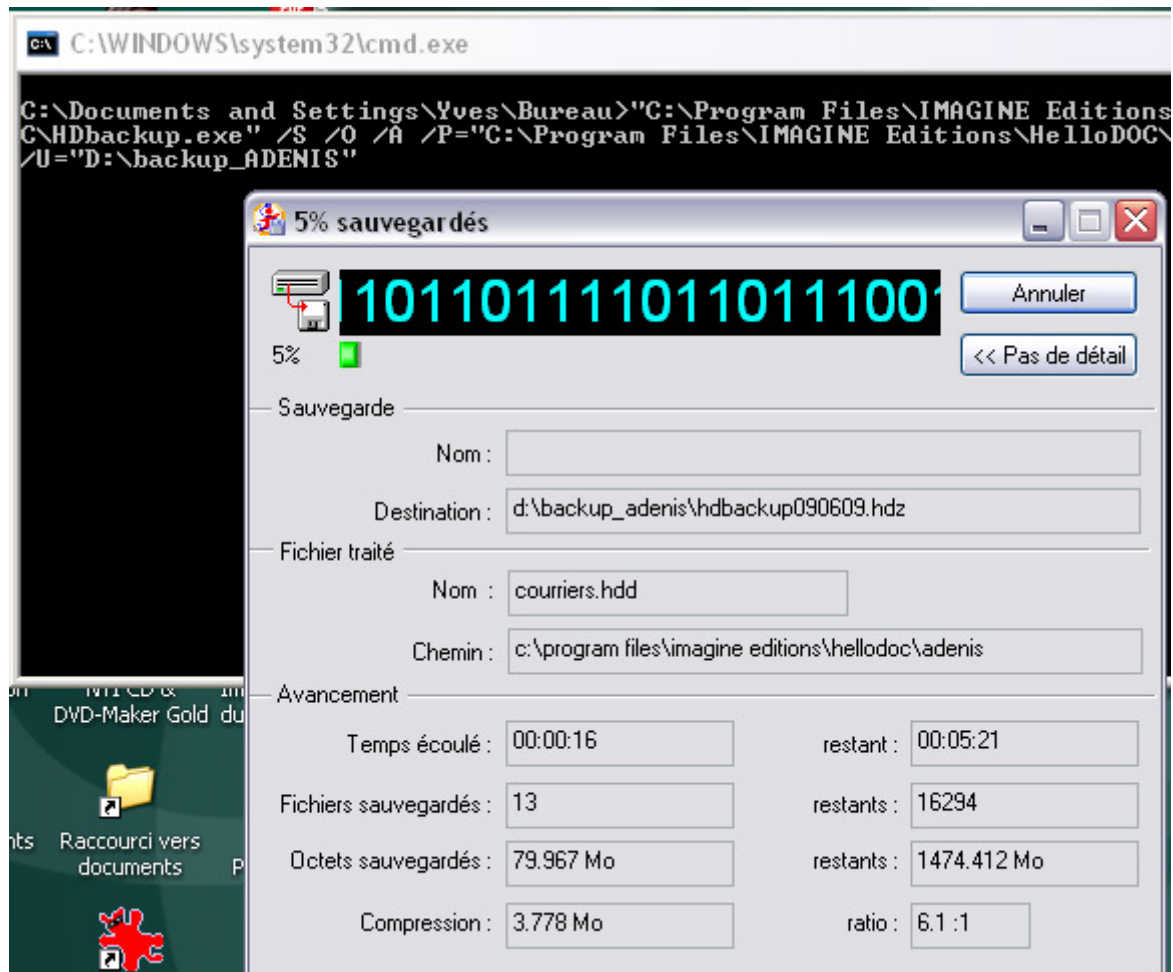 C:\WINDOWS\system32\cmd.exe
C:\Documents and Settings\Yves\Bureau>"C:\Program Files\IMAGINE Editions
C\HDbackup.exe" /S /O /A /P="C:\Program Files\IMAGINE Editions\HelloDOC\
/U="D:\backup_ADENIS"
5% sauvegardés
11011011110110111001
Annuler
5%
<< Pas de détail
Sauvegarde
Nom :
Destination : d:\backup_adenis\hdbackup090609.hdz
Fichier traité
Nom : courriers.hdd
Chemin : c:\program files\imagine editions\hellodoc\adenis
Avancement
Temps écoulé : 00:00:16 restant : 00:05:21
Fichiers sauvegardés : 13 restants : 16294
Octets sauvegardés : 79.967 Mo restants : 1474.412 Mo
Compression : 3.778 Mo ratio : 6.1 :1
NTI CD &
DVD-Maker Gold du
Raccourci vers
documents